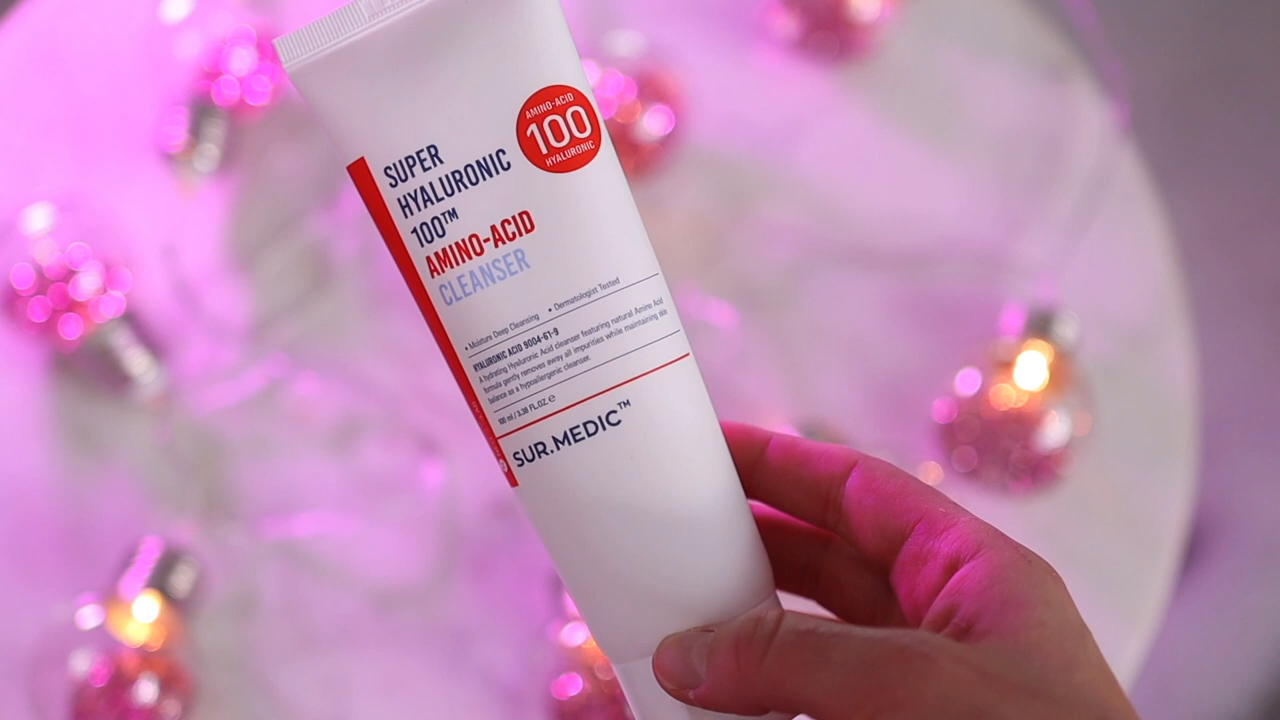 AMINO-ACID
100
HYALURONIC
SUPER
HYALURONIC
100™
AMINO-ACID
CLEANSER
• Moisture Deep Cleansing • Dermatologist Tested
HYALURONIC ACID 9004-61-9
A hydrating Hyaluronic Acid cleanser featuring natural Amino Acid
formula gently removes away all impurities while maintaining skin
balance as a hypoallergenic cleanser.
100 ml / 3.38 FL.OZ ℮
SUR.MEDIC™